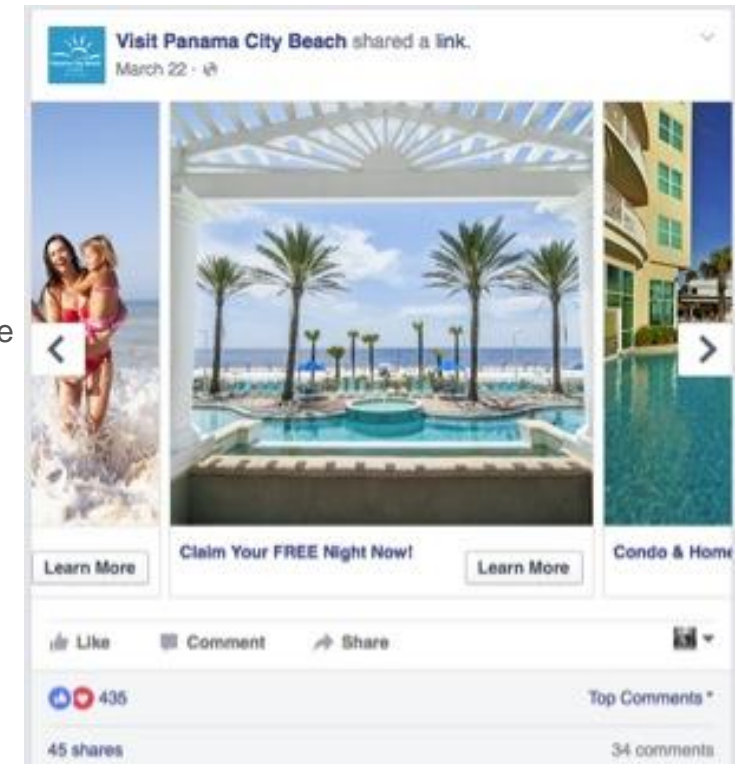 Visit Panama City Beach shared a link.
March 22 ·
e
Learn More
Claim Your FREE Night Now!
Learn More
Condo & Home
Like Comment Share
435 Top Comments
45 shares 34 comments